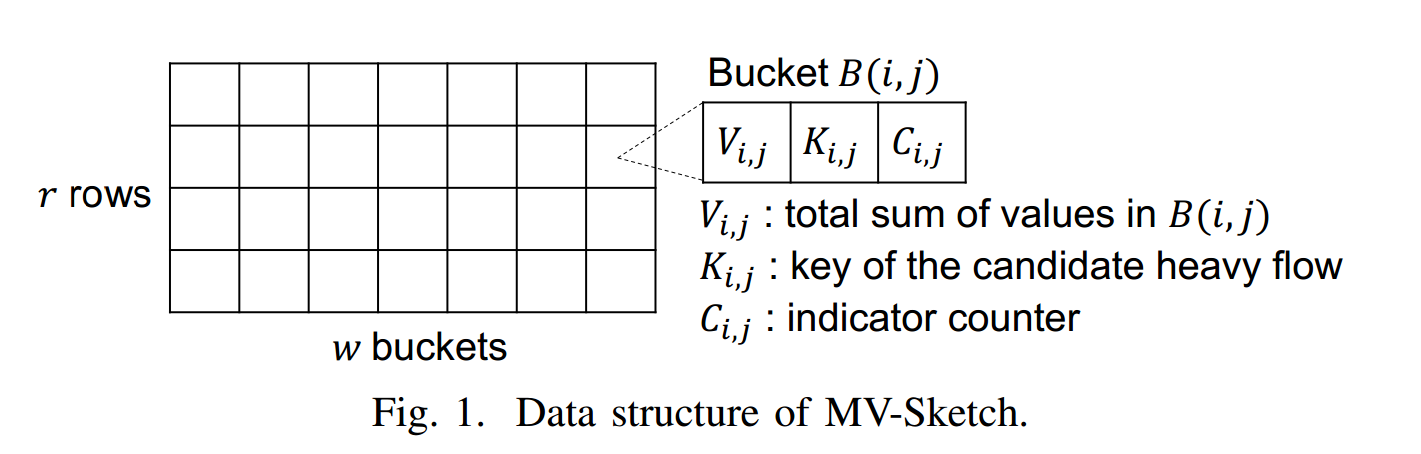 Bucket B(i, j)
V_{i,j} K_{i,j} C_{i,j}
r rows
V_{i,j} : total sum of values in B(i, j)
K_{i,j} : key of the candidate heavy flow
C_{i,j} : indicator counter
w buckets
Fig. 1. Data structure of MV-Sketch.